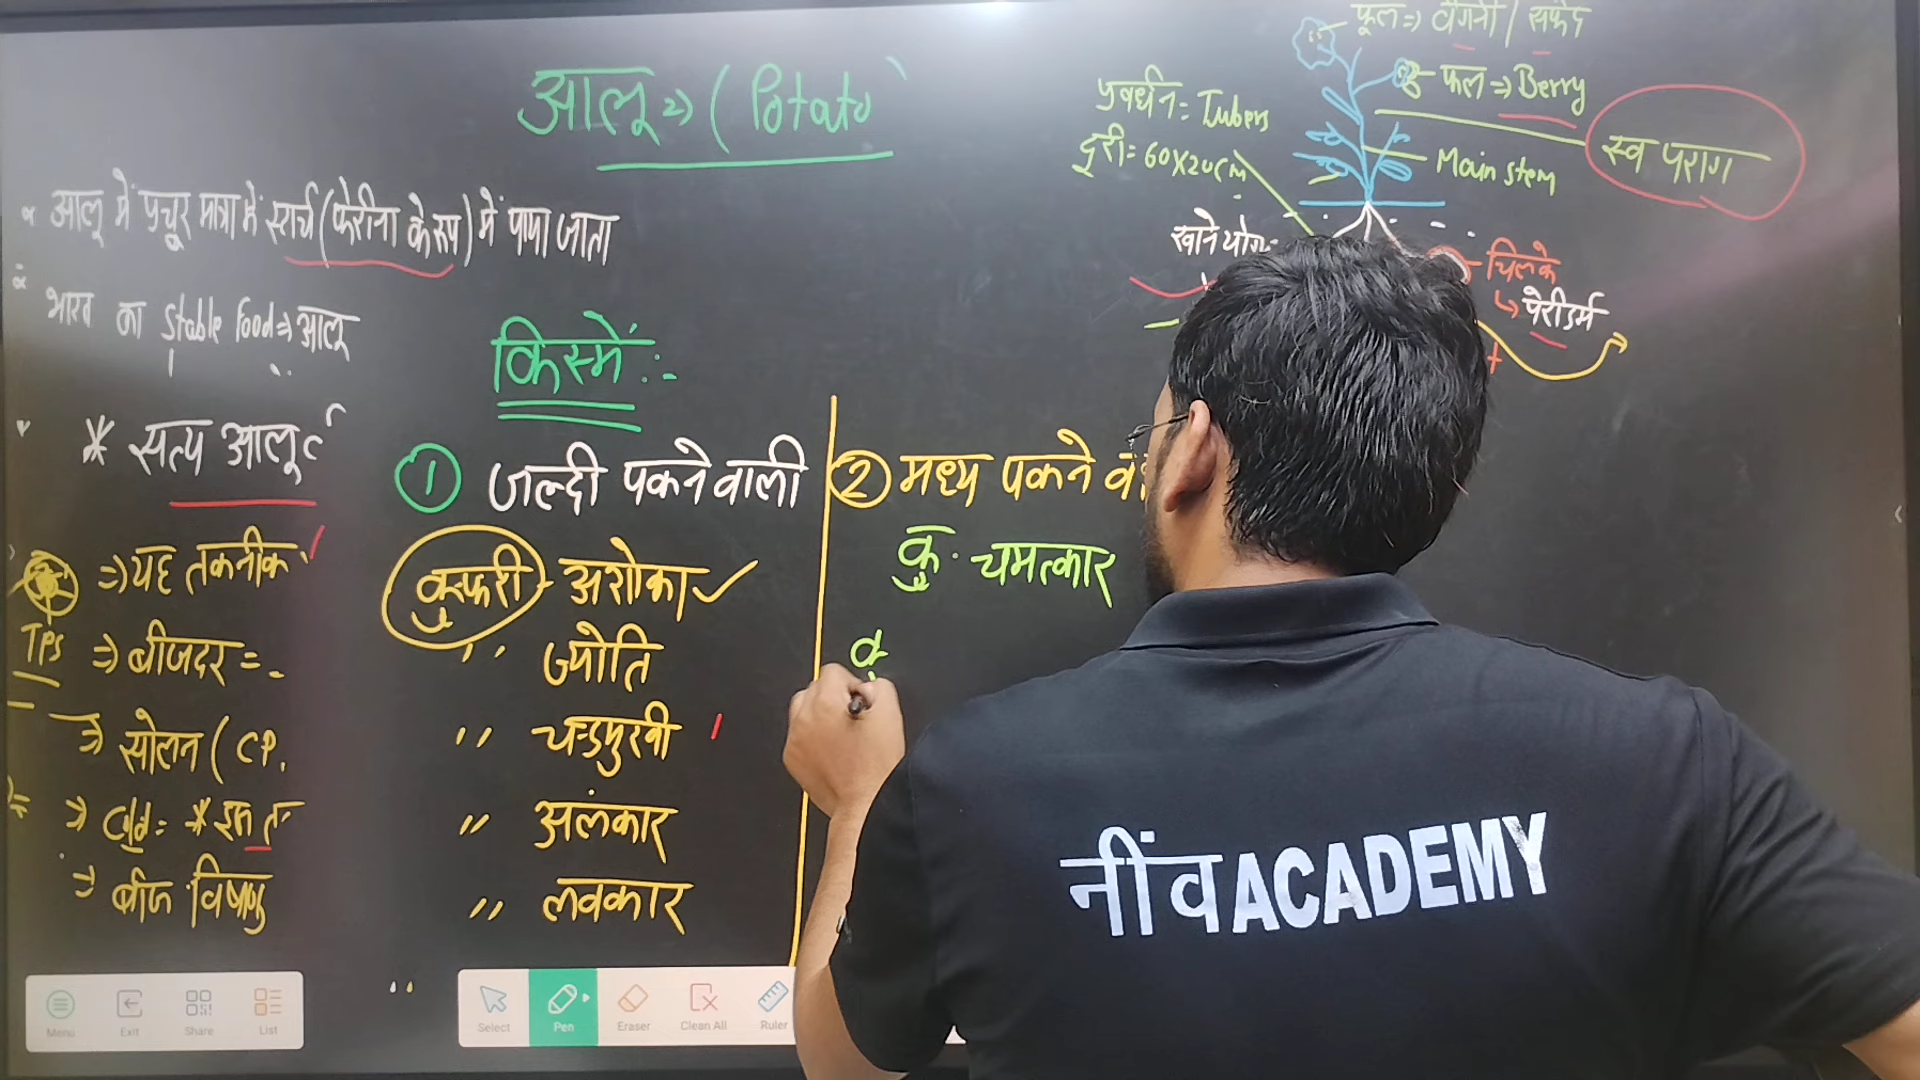 आलू => (Potato
* आलू में प्रचुर मात्रा में स्टार्च (फेरीना के रूप) में पाया जाता
भारत का Stable Food => आलू
* सत्य आलू
=> यह तकनीक
TPS => बीजदर =
=> सोलन (CP.
=>
=> बीज विषाणु
किस्में :-
① जल्दी पकने वाली
कुफरी - अशोका ✓
" ज्योति
" चन्द्रमुखी
" अलंकार
" लवकार
② मध्य पकने
कु. चमत्कार
कु
फूल => बैंगनी / सफेद
फल => Berry
स्व पराग
प्रवर्धन = Tubers
दूरी = 60X20cm
Main stem
खाने योग्य
छिलके
↳ पेरीडर्म
नींव ACADEMY
Menu
Exit
Share
List
Select
Pen
Eraser
Clean All
Ruler